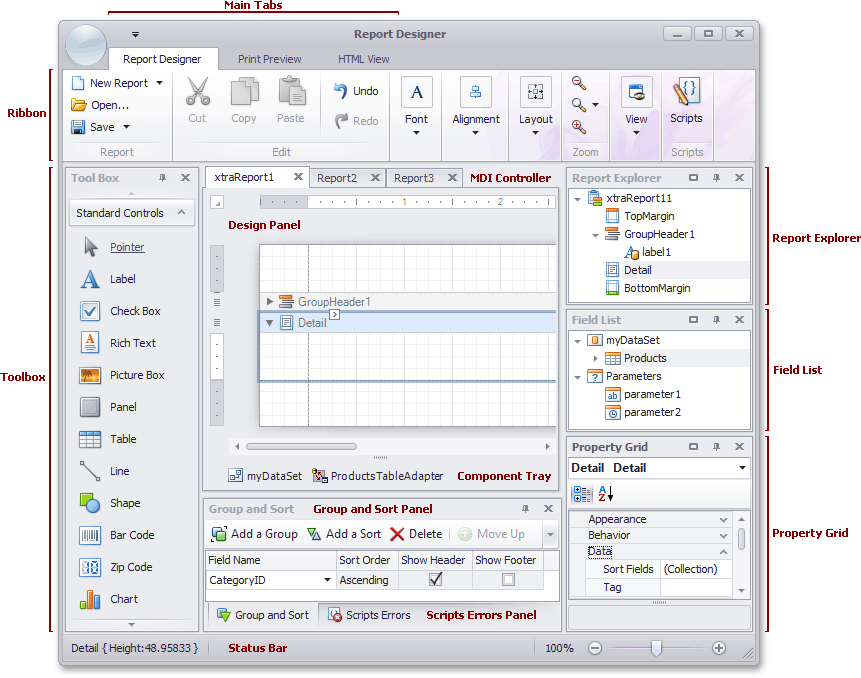 Main Tabs
Report Designer
Report Designer
Print Preview
HTML View
Ribbon
New Report
Open...
Save
Report
Cut
Copy
Paste
Edit
Undo
Redo
A
Font
Alignment
Layout
Zoom
View
Scripts
Scripts
Toolbox
Tool Box
Standard Controls
Pointer
Label
Check Box
Rich Text
Picture Box
Panel
Table
Line
Shape
Bar Code
Zip Code
Chart
xtraReport1
Report2
Report3
MDI Controller
1
2
Design Panel
GroupHeader1
Detail
myDataSet
ProductsTableAdapter
Component Tray
Group and Sort
Group and Sort Panel
Add a Group
Add a Sort
Delete
Move Up
Field Name
Sort Order
Show Header
Show Footer
CategoryID
Ascending
Group and Sort
Scripts Errors
Scripts Errors Panel
Report Explorer
xtraReport11
TopMargin
GroupHeader1
label1
Detail
BottomMargin
Report Explorer
Field List
myDataSet
Products
Parameters
ab
parameter1
parameter2
Field List
Property Grid
Detail Detail
A
Z
Appearance
Behavior
Data
Sort Fields
(Collection)
Tag
Property Grid
Detail { Height:48.95833 }
Status Bar
100%